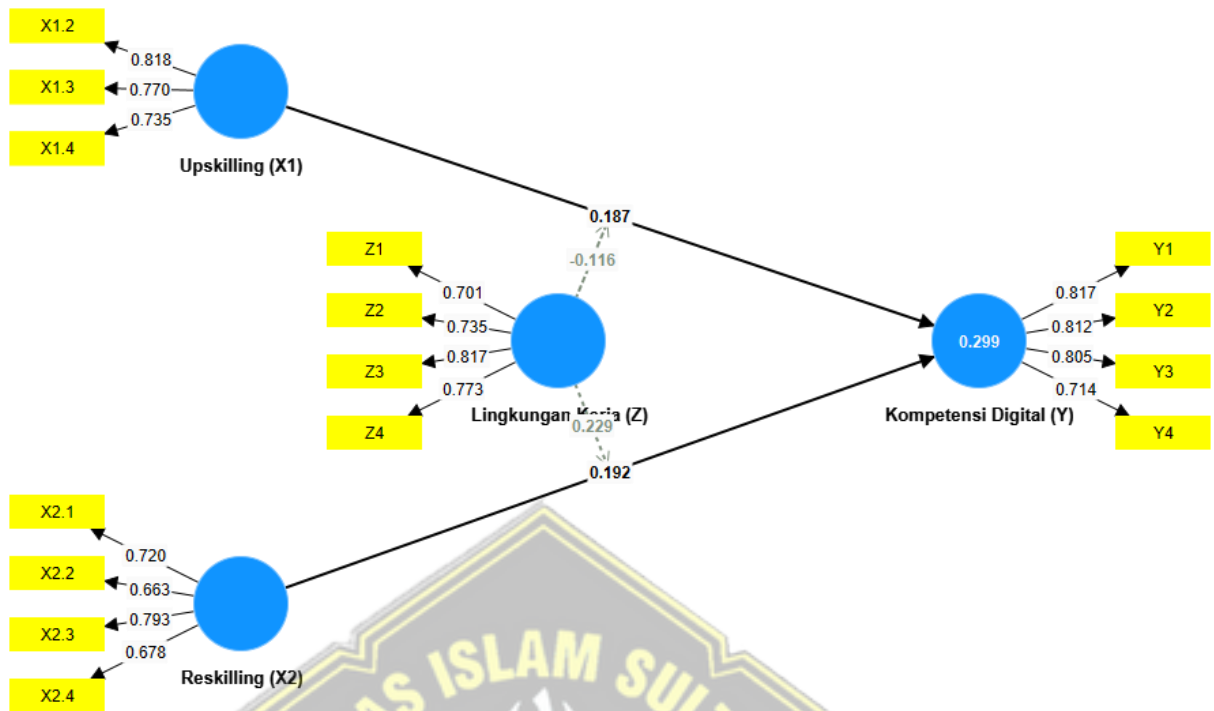 X1.2
0.818
X1.3
0.770
0.735
X1.4
Upskilling (X1)
0.187
-0.116
Z1
0.701
Z2
0.735
Z3
0.817
0.773
Z4
Lingkungan Kerja (Z)
0.229
0.192
Y1
0.817
Y2
0.812
0.299
0.805
Y3
0.714
Kompetensi Digital (Y)
Y4
X2.1
0.720
X2.2
0.663
0.793
X2.3
0.678
Reskilling (X2)
X2.4
AS ISLAM SUL